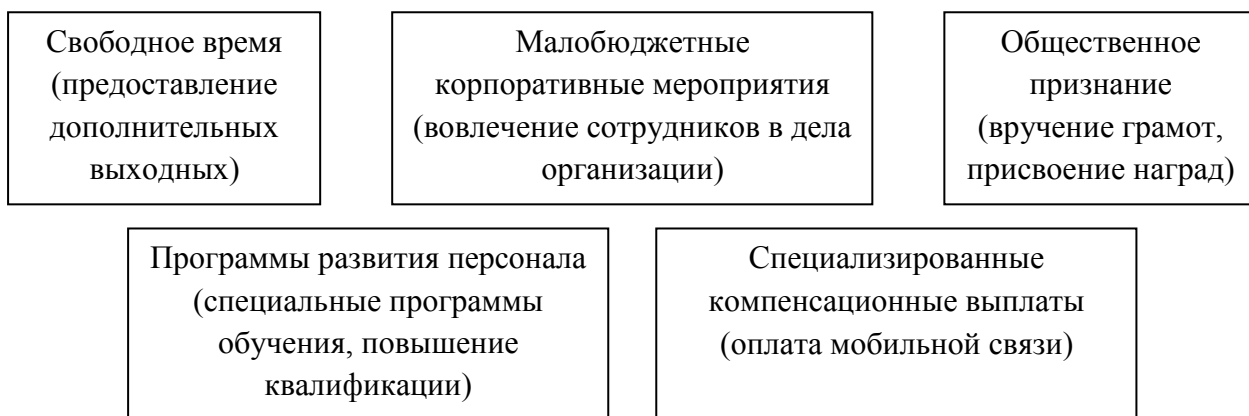 Свободное время
(предоставление
дополнительных
выходных)
Малобюджетные
корпоративные мероприятия
(вовлечение сотрудников в дела
организации)
Общественное
признание
(вручение грамот,
присвоение наград)
Программы развития персонала
(специальные программы
обучения, повышение
квалификации)
Специализированные
компенсационные выплаты
(оплата мобильной связи)